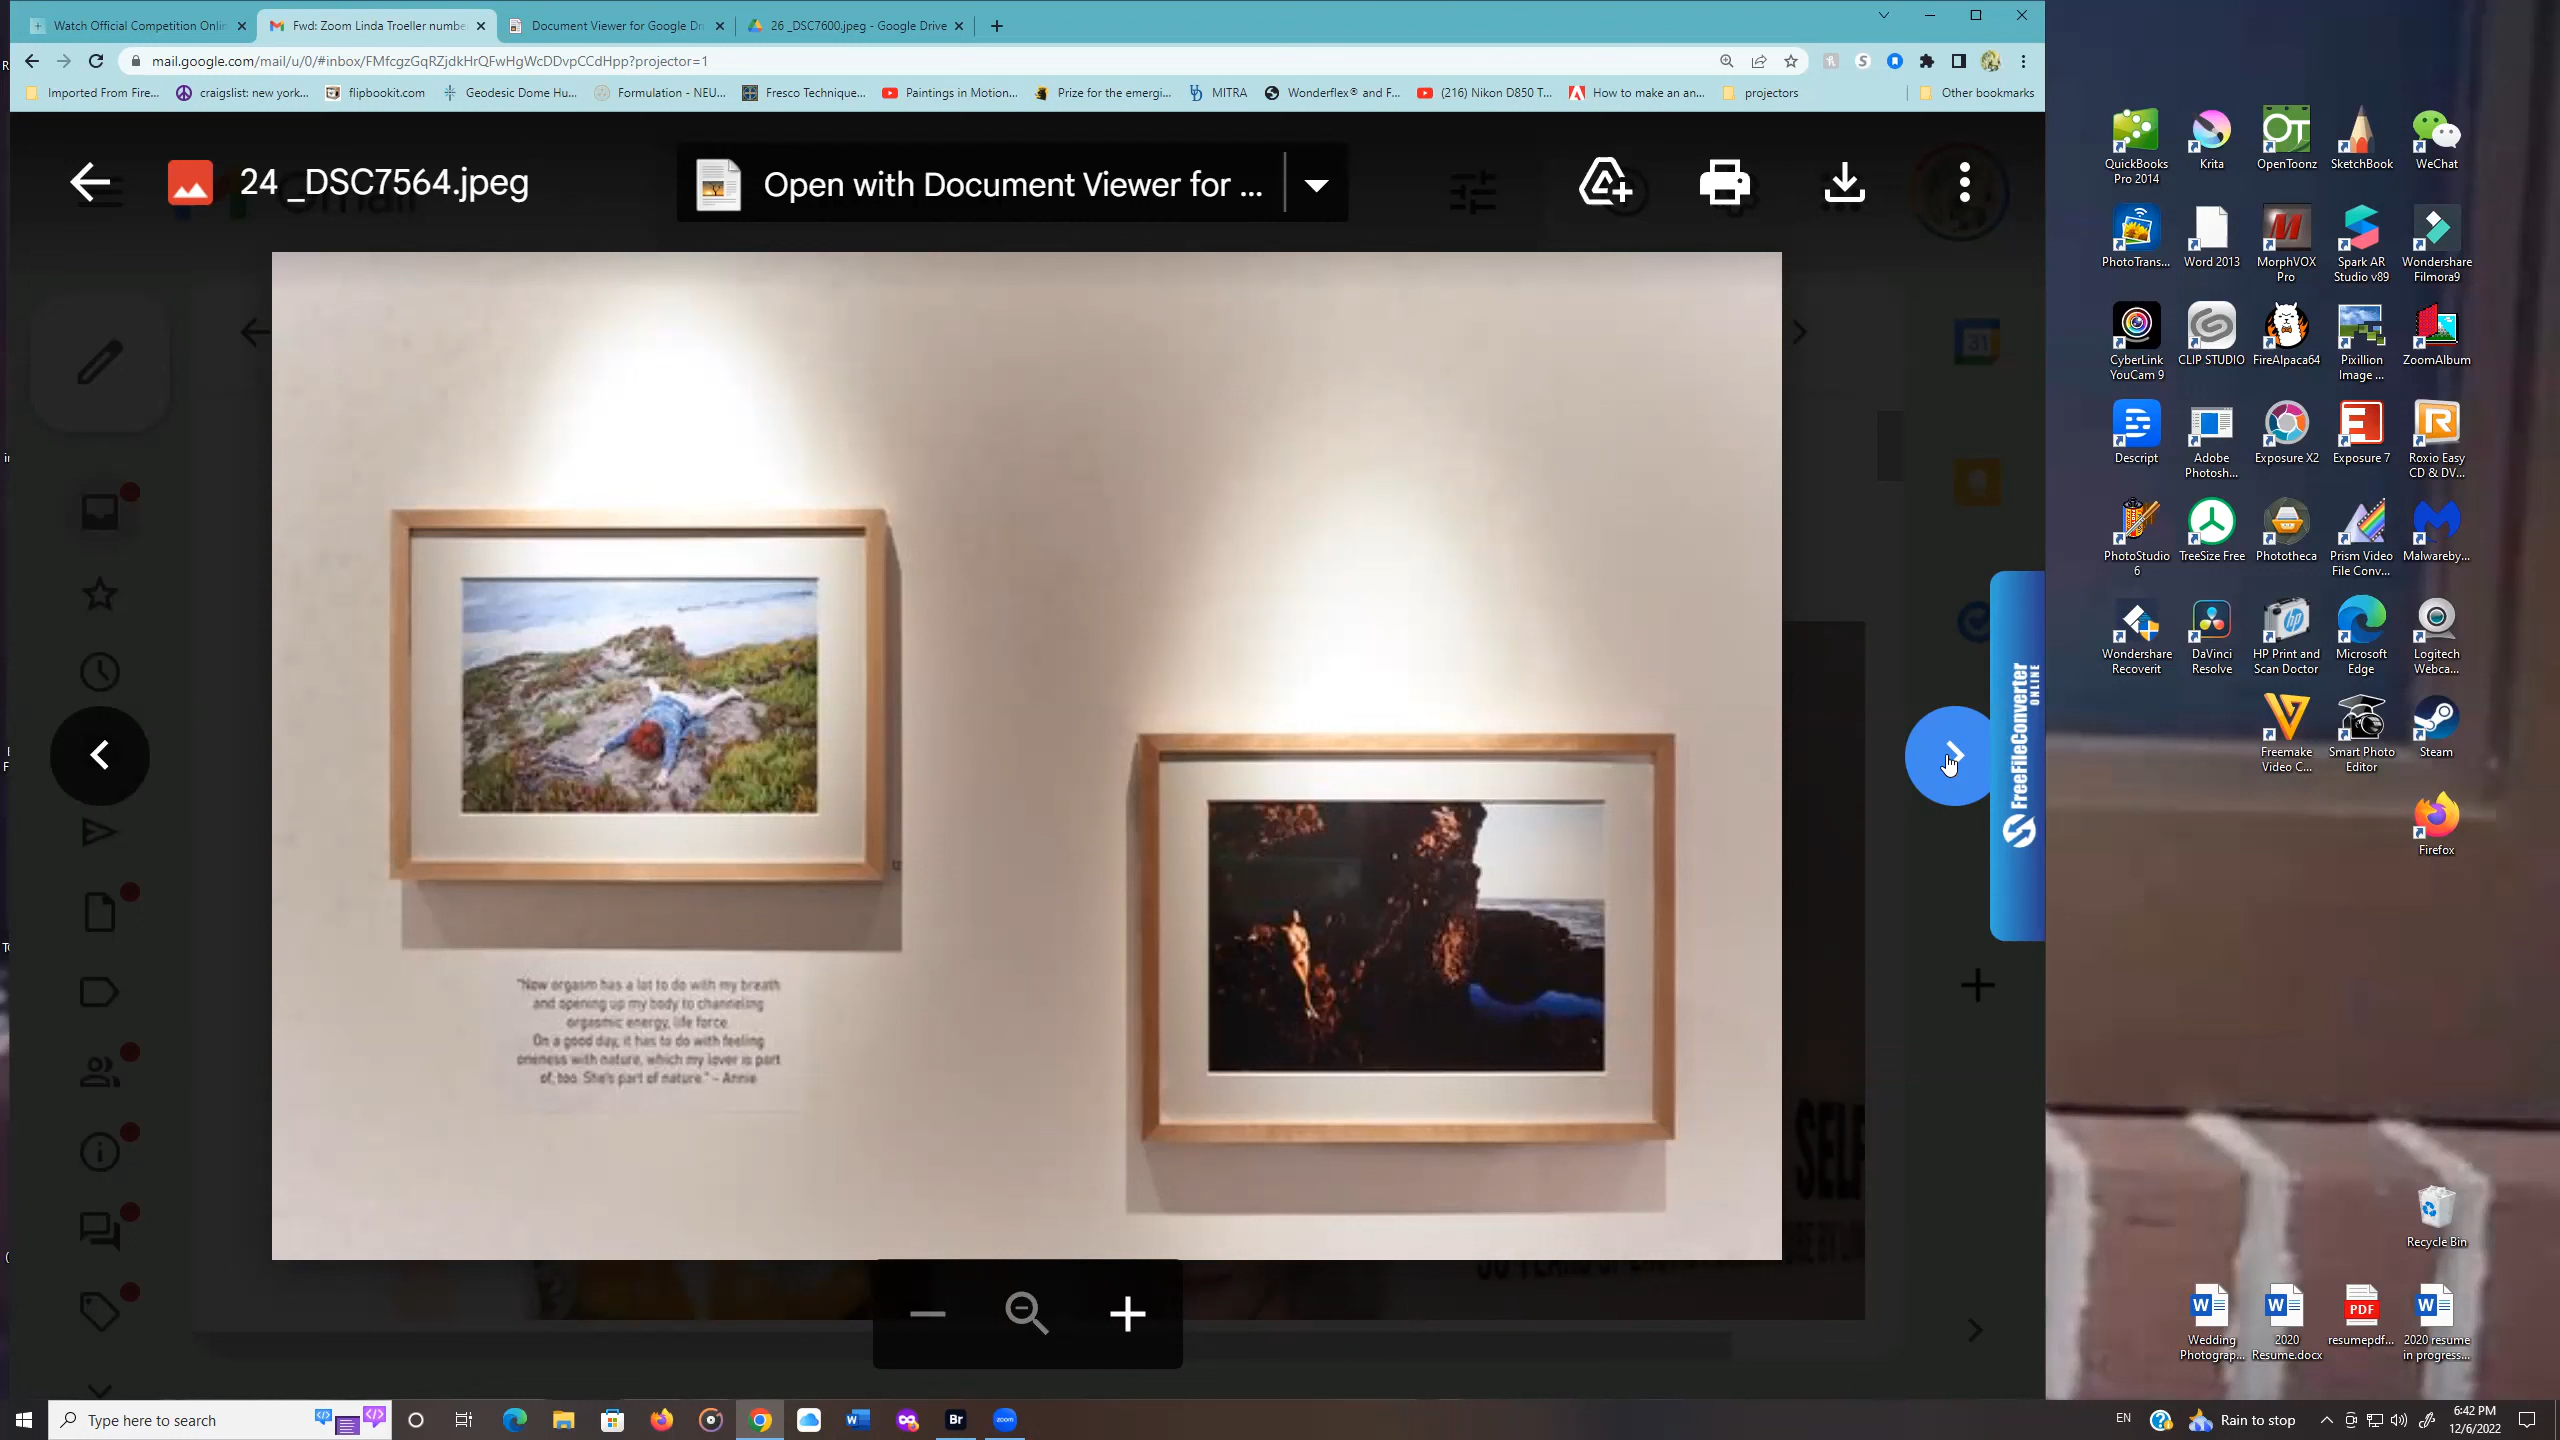 Watch Official Competition Onli
Fwd: Zoom Linda Troeller numbe
Document Viewer for Google Dr
26 _DSC7600.jpeg - Google Drive
mail.google.com/mail/u/0/#inbox/FMfcgzGqRZjdkHrQFwHgWcDDvpCCdHpp?projector=1
Imported From Fire...
craigslist: new york...
flipbookit.com
Geodesic Dome Hu...
Formulation - NEU...
Fresco Technique...
Paintings in Motion...
Prize for the emergi...
MITRA
Wonderflex® and F...
(216) Nikon D850 T...
How to make an an...
projectors
Other bookmarks
24 _DSC7564.jpeg
Open with Document Viewer for ...
"Now orgasm has a lot to do with my breath
and opening up my body to channeling
orgasmic energy, life force.
On a good day, it has to do with feeling
oneness with nature, which my lover is part
of, too. She's part of nature." - Annie
FreeFileConverter
ONLINE
SELF
QuickBooks
Pro 2014
Krita
OpenToonz
SketchBook
WeChat
PhotoTrans...
Word 2013
MorphVOX
Pro
Spark AR
Studio v89
Wondershare
Filmora9
CyberLink
YouCam 9
CLIP STUDIO
FireAlpaca64
Pixillion
Image ...
ZoomAlbum
Descript
Adobe
Photosh...
Exposure X2
Exposure 7
Roxio Easy
CD & DV...
PhotoStudio
6
TreeSize Free
Phototheca
Prism Video
File Conv...
Malwareby...
Wondershare
Recoverit
DaVinci
Resolve
HP Print and
Scan Doctor
Microsoft
Edge
Logitech
Webca...
Freemake
Video C...
Smart Photo
Editor
Steam
Firefox
Recycle Bin
Wedding
Photograp...
2020
Resume.docx
resumepdf...
2020 resume
in progress...
Type here to search
EN
Rain to stop
6:42 PM
12/6/2022